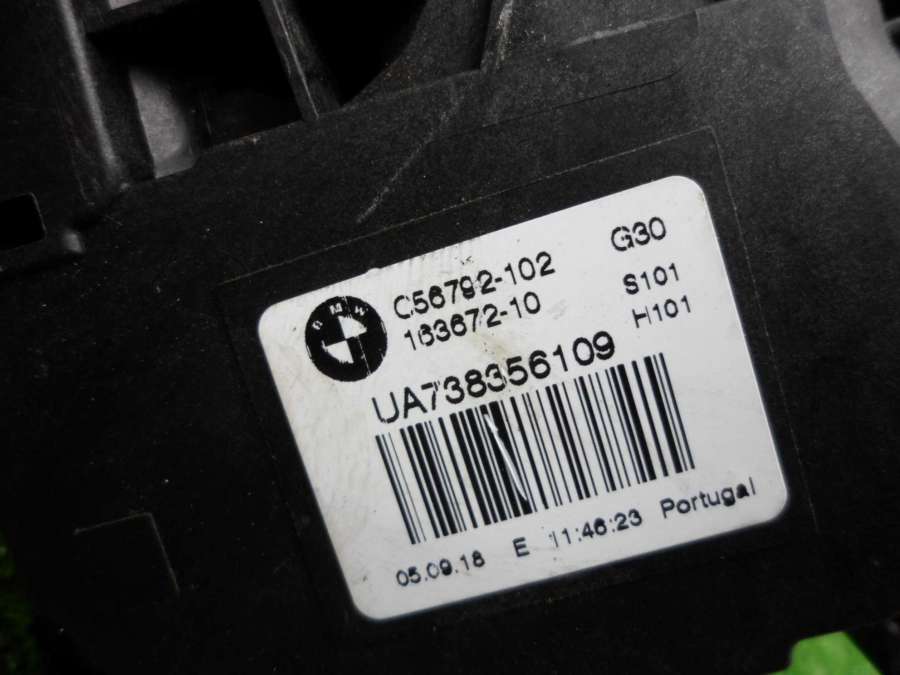 BMW
C56792-102 G30
163672-10 S101
H101
UA738356109
05.09.18 E 11:46:23 Portugal